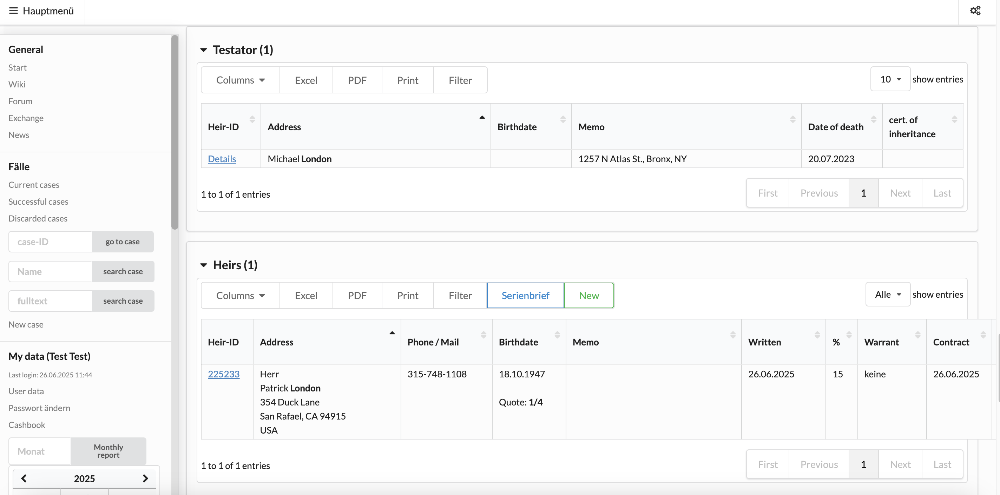 Hauptmenü
General
Start
Wiki
Forum
Exchange
News
Fälle
Current cases
Successful cases
Discarded cases
case-ID go to case
Name search case
fulltext search case
New case
My data (Test Test)
Last login: 26.06.2025 11:44
User data
Passwort ändern
Cashbook
Monat Monthly
report
2025
Testator (1)
Columns Excel PDF Print Filter 10 show entries
Heir-ID Address Birthdate Memo Date of death cert. of
inheritance
Details Michael London 1257 N Atlas St., Bronx, NY 20.07.2023
1 to 1 of 1 entries First Previous 1 Next Last
Heirs (1)
Columns Excel PDF Print Filter Serienbrief New Alle show entries
Heir-ID Address Phone / Mail Birthdate Memo Written % Warrant Contract
225233 Herr 315-748-1108 18.10.1947 26.06.2025 15 keine 26.06.2025
Patrick London
354 Duck Lane Quote: 1/4
San Rafael, CA 94915
USA
1 to 1 of 1 entries First Previous 1 Next Last